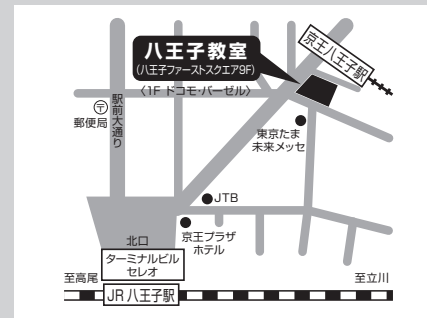 八王子教室
(八王子ファーストスクエア9F)
〈1F ドコモ・バーゼル〉
京王八王子駅
〒
郵便局
駅前大通り
東京たま
未来メッセ
JTB
京王プラザ
ホテル
北口
ターミナルビル
セレオ
至高尾
至立川
JR 八王子駅